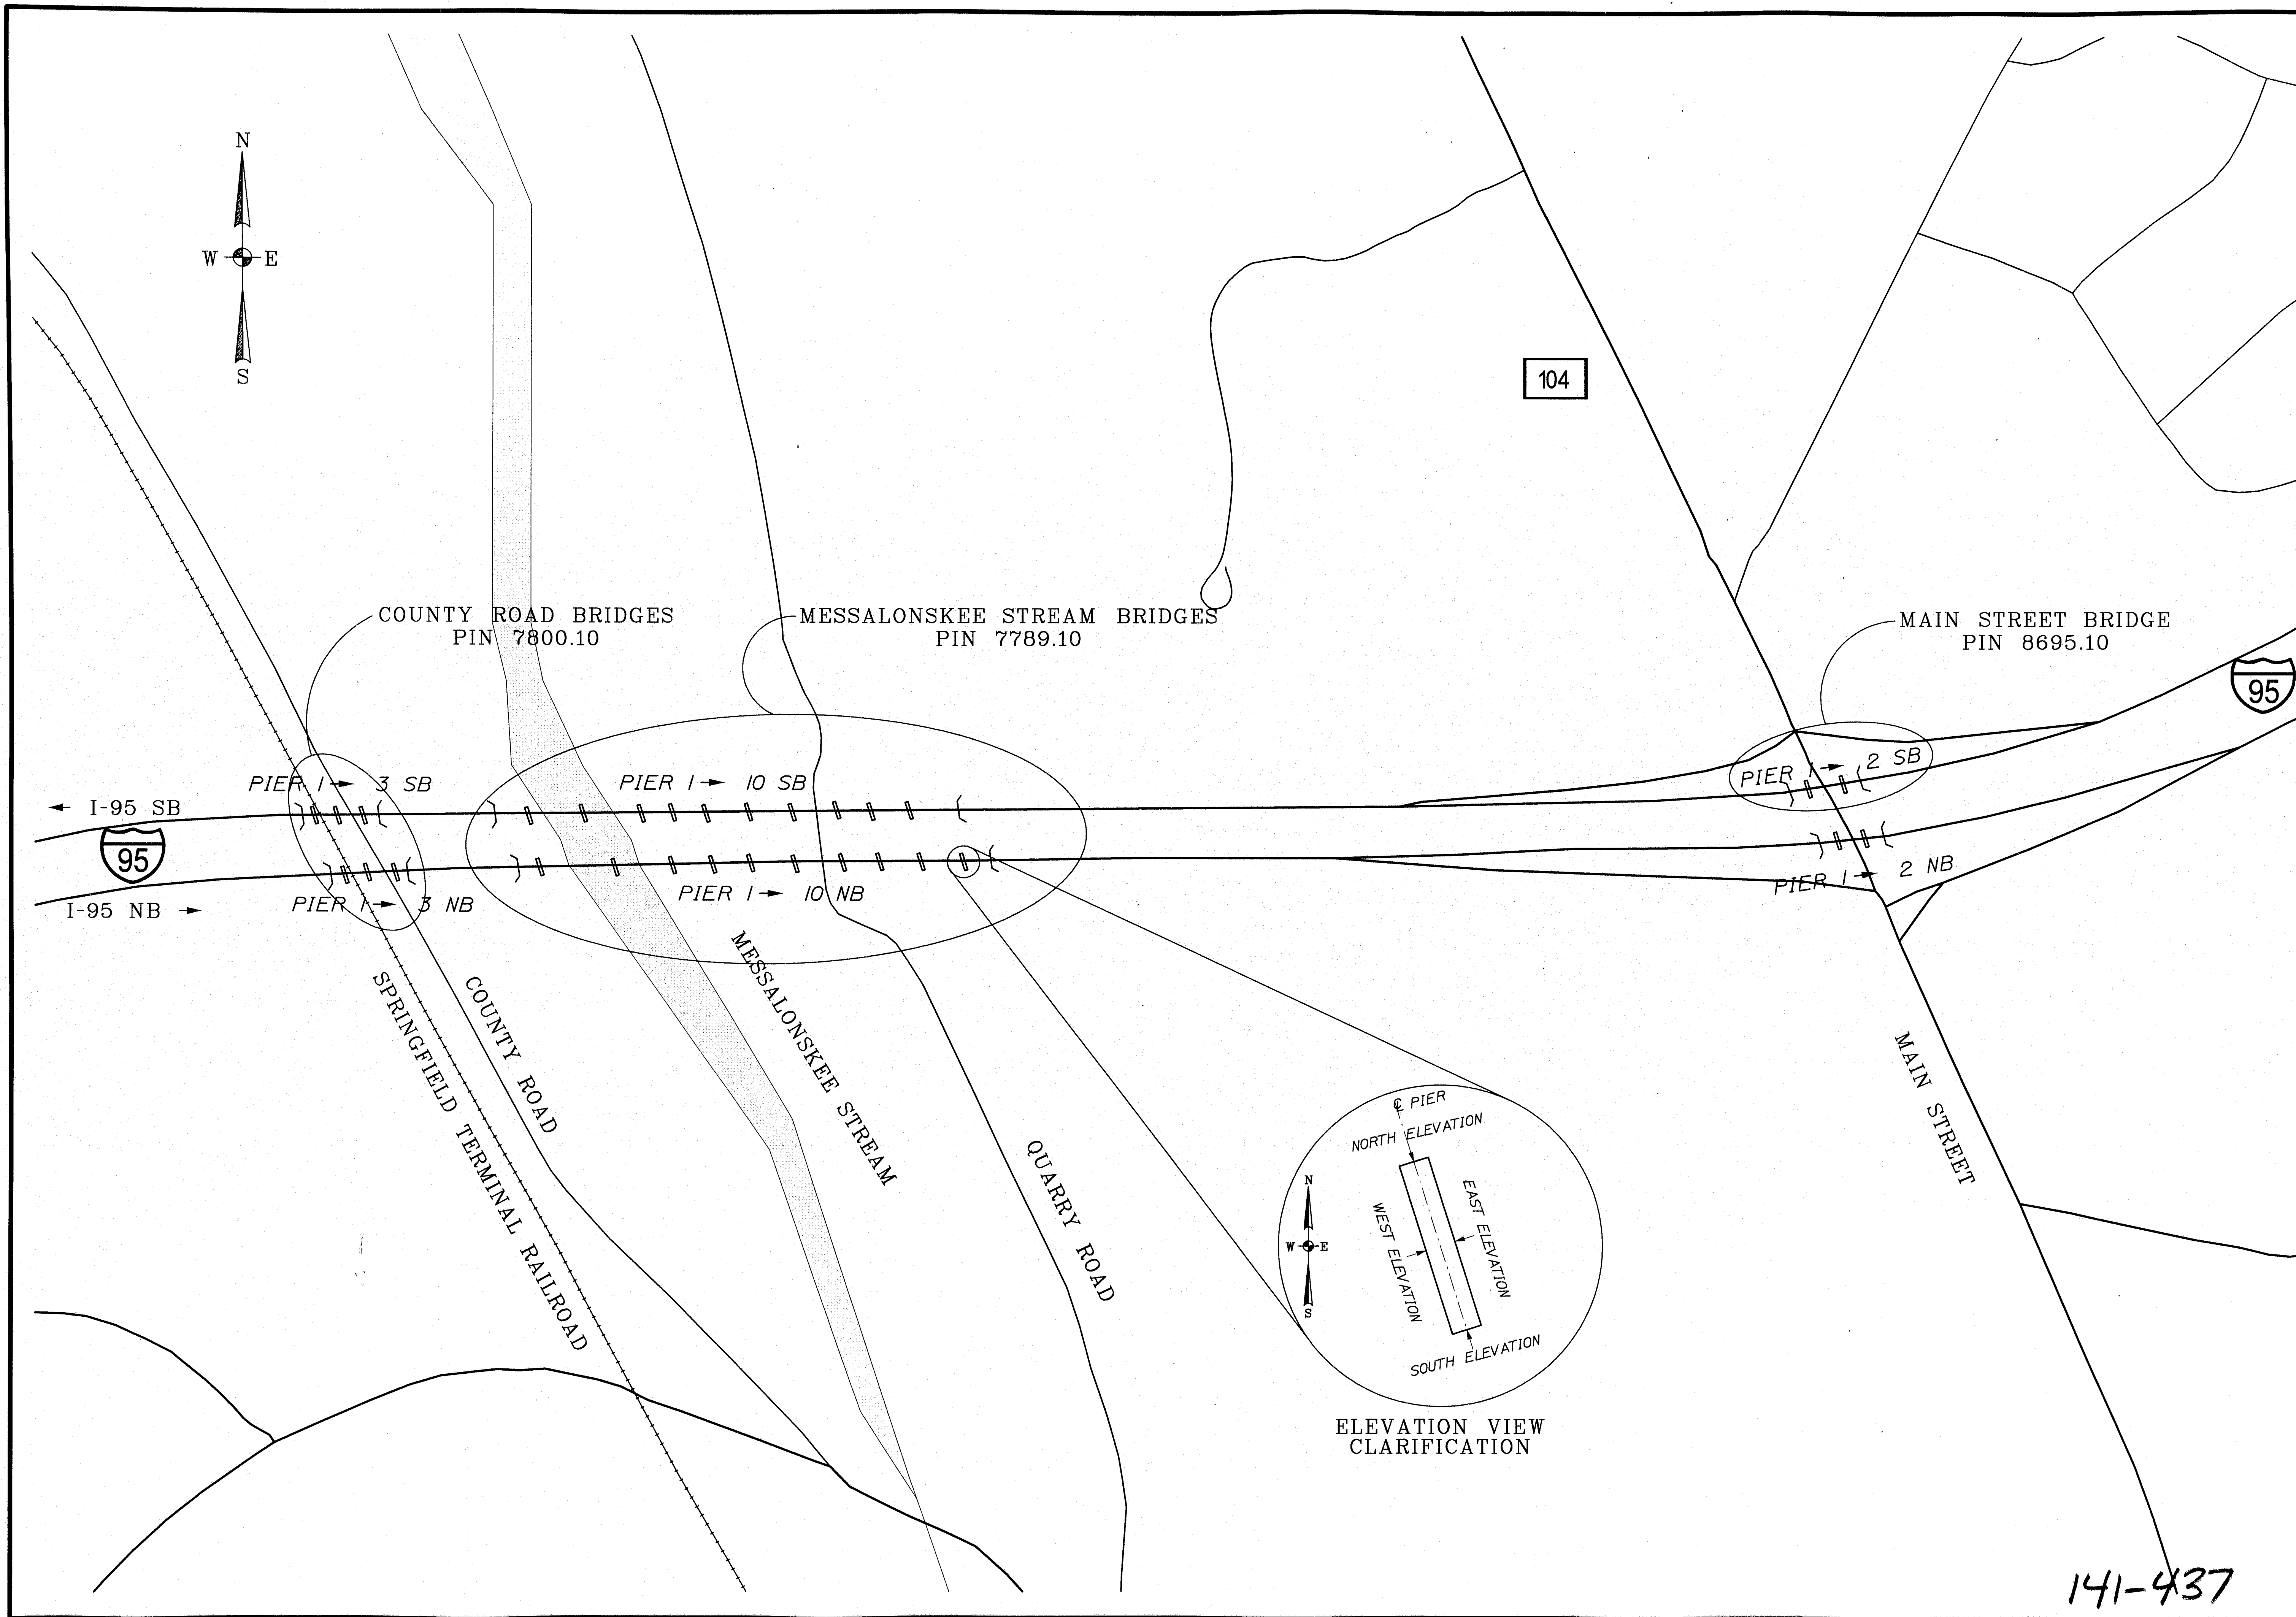 N
W E
S
104
COUNTY ROAD BRIDGES
PIN 7800.10
MESSALONSKEE STREAM BRIDGES
PIN 7789.10
MAIN STREET BRIDGE
PIN 8695.10
95
PIER 1 → 3 SB
PIER 1 → 10 SB
PIER 1 → 2 SB
← I-95 SB
95
I-95 NB →
PIER 1 → 3 NB
PIER 1 → 10 NB
PIER 1 → 2 NB
SPRINGFIELD TERMINAL RAILROAD
COUNTY ROAD
MESSALONSKEE STREAM
QUARRY ROAD
MAIN STREET
℄ PIER
NORTH ELEVATION
N
W E
S
WEST ELEVATION
EAST ELEVATION
SOUTH ELEVATION
ELEVATION VIEW
CLARIFICATION
141-437